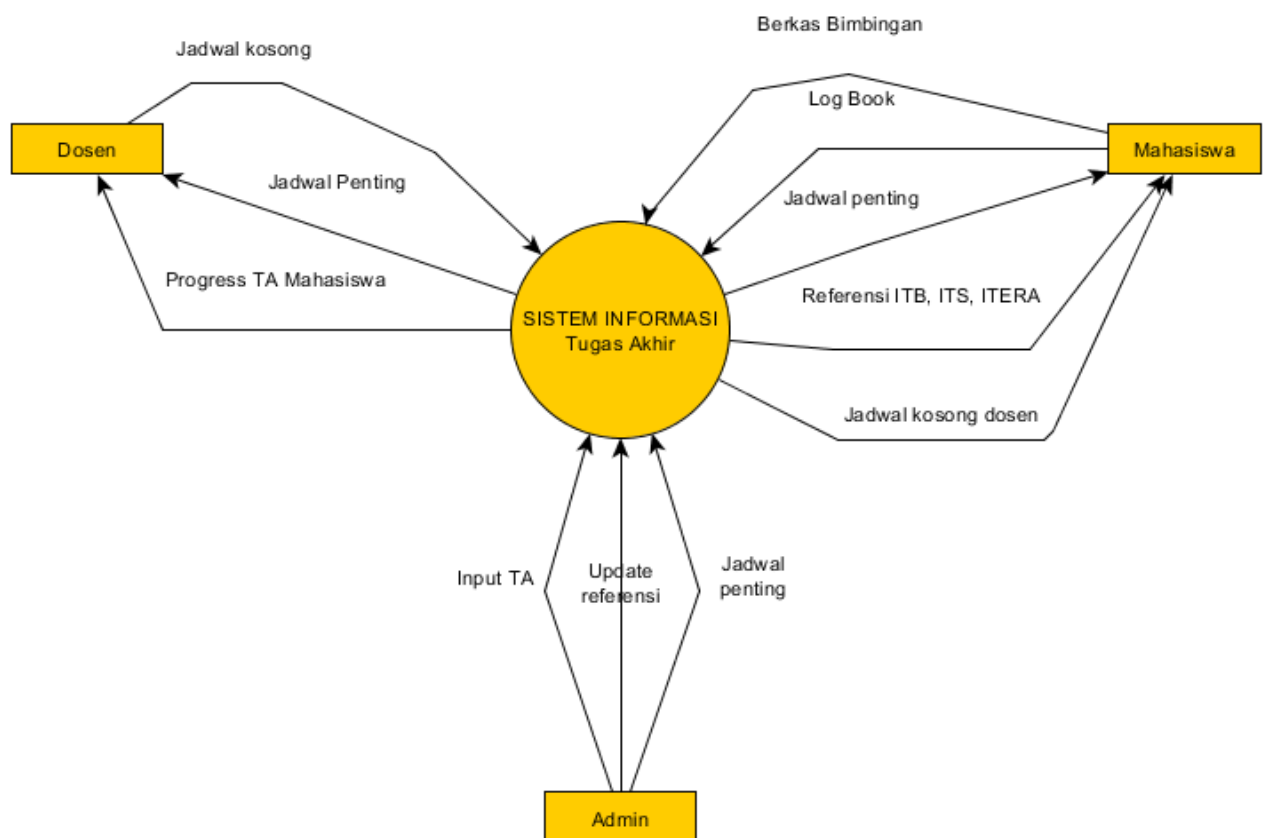 Berkas Bimbingan
Jadwal kosong
Log Book
Dosen
Mahasiswa
Jadwal Penting
Jadwal penting
Progress TA Mahasiswa
Referensi ITB, ITS, ITERA
SISTEM INFORMASI
Tugas Akhir
Jadwal kosong dosen
Input TA
Update
referensi
Jadwal
penting
Admin